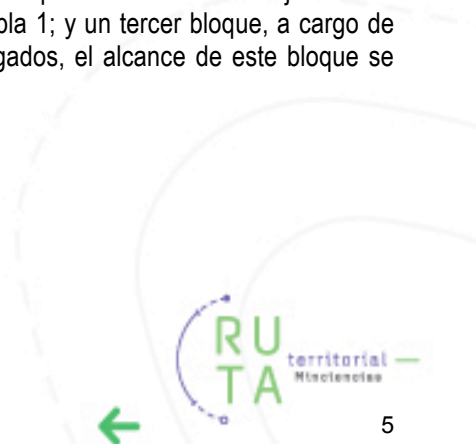 bla 1; y un tercer bloque, a cargo de
gados, el alcance de este bloque se
RU
TA
territorial
Minciencias
5